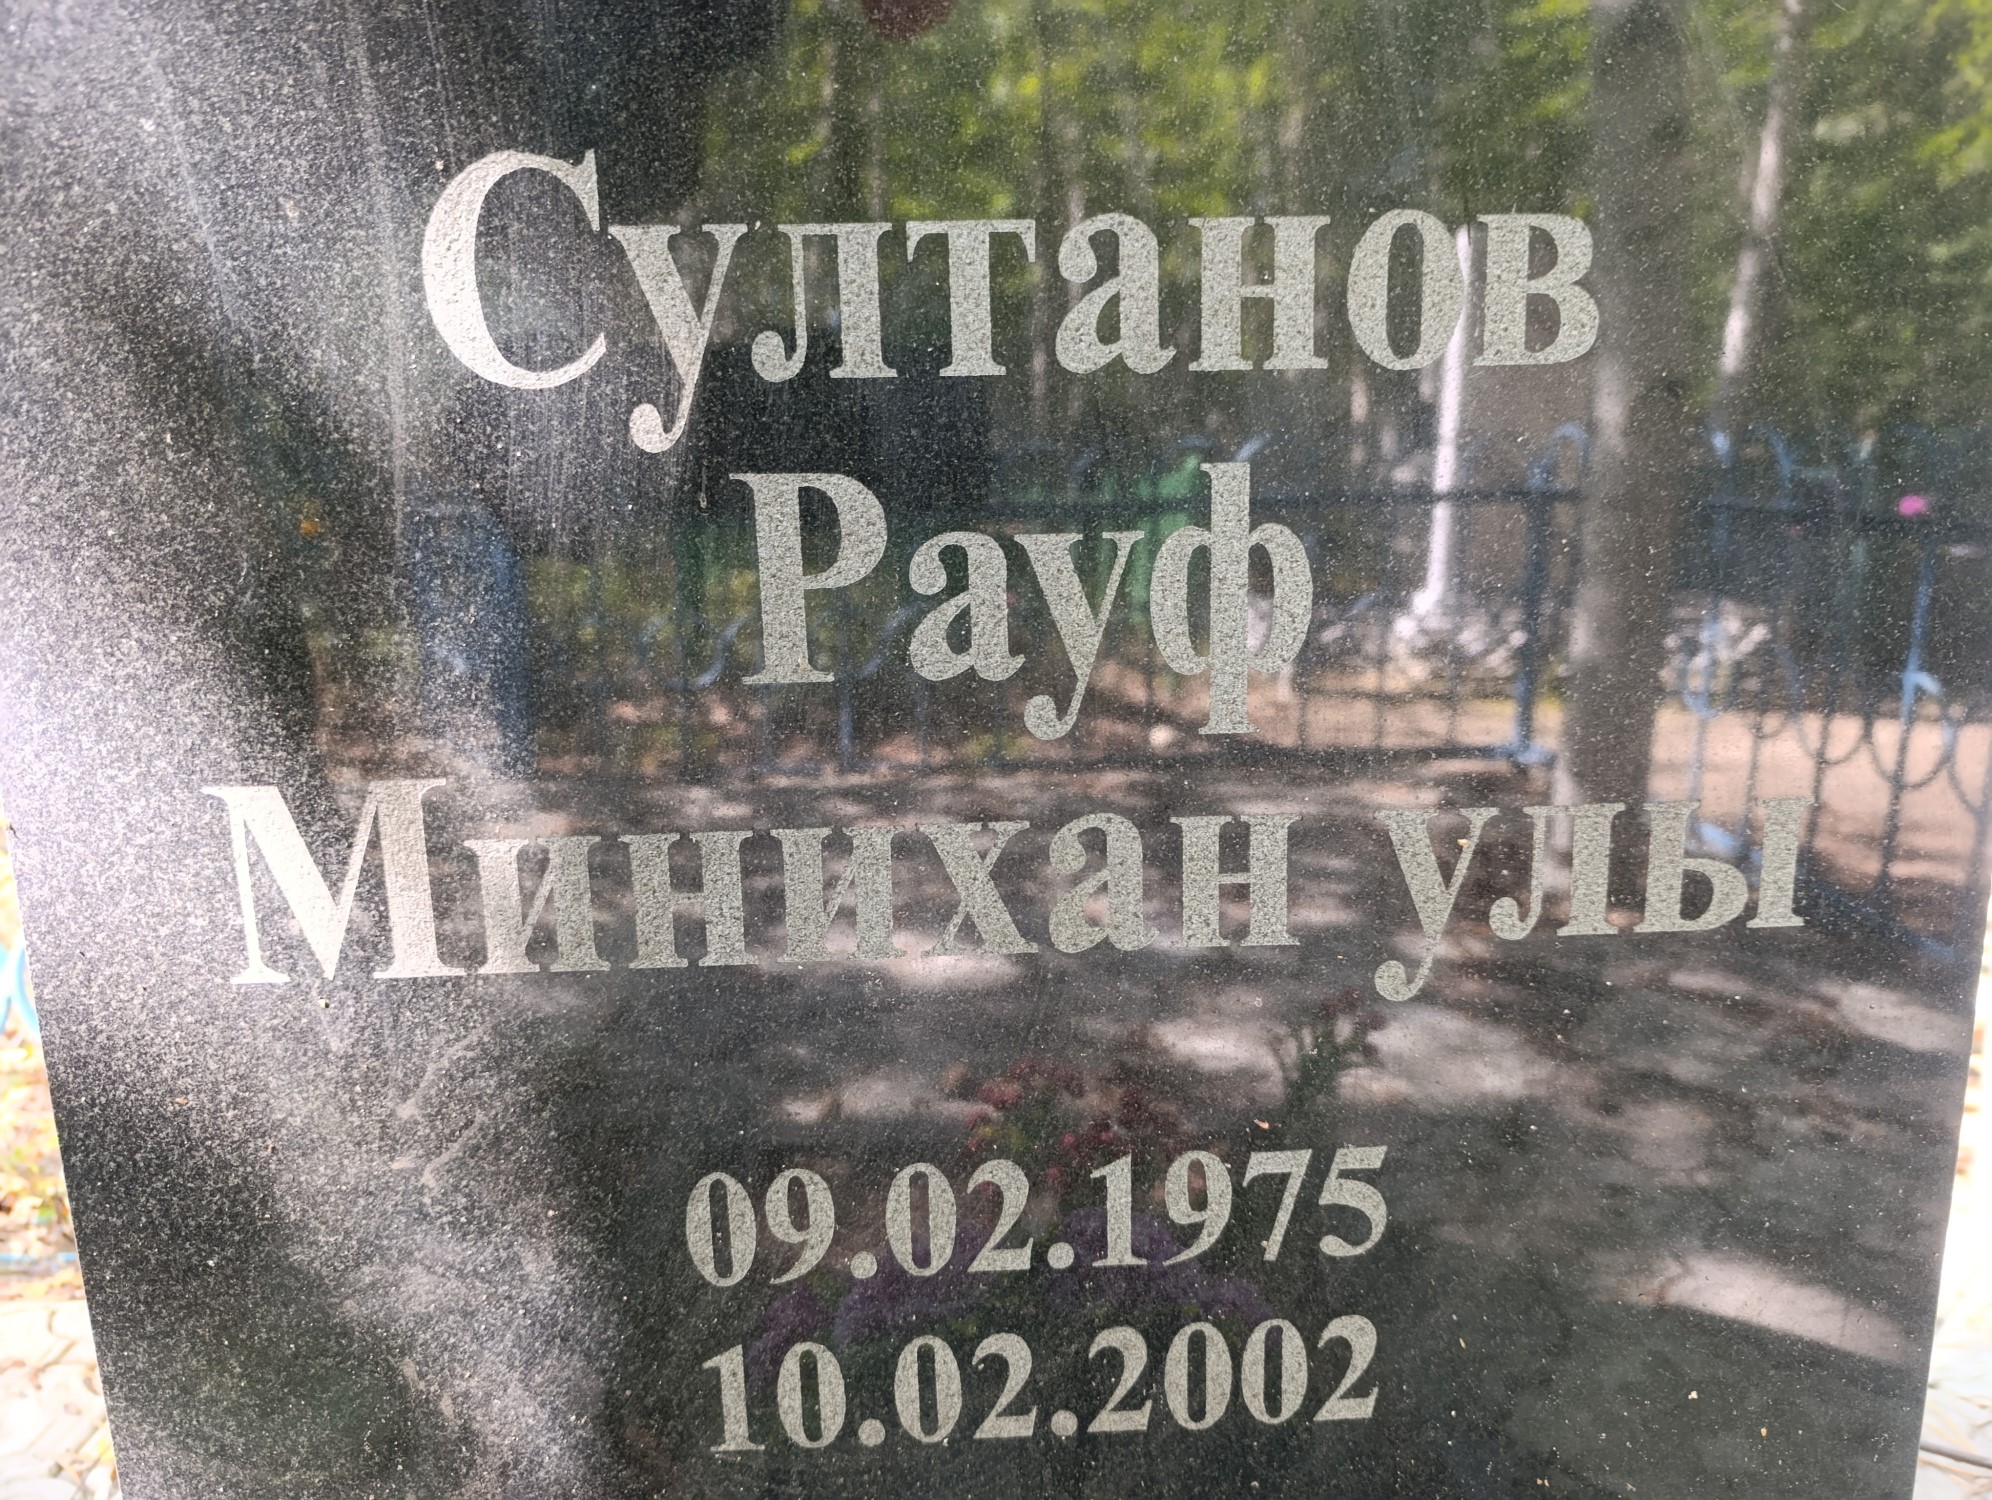 Султанов
Рауф
Минихан улы
09.02.1975
10.02.2002